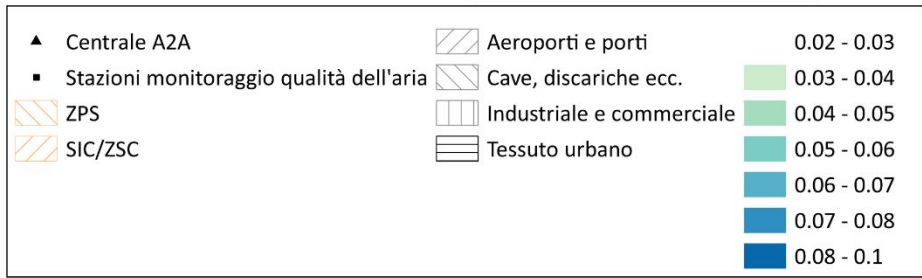 Centrale A2A
Stazioni monitoraggio qualità dell'aria
ZPS
SIC/ZSC
Aeroporti e porti
Cave, discariche ecc.
Industriale e commerciale
Tessuto urbano
0.02 - 0.03
0.03 - 0.04
0.04 - 0.05
0.05 - 0.06
0.06 - 0.07
0.07 - 0.08
0.08 - 0.1